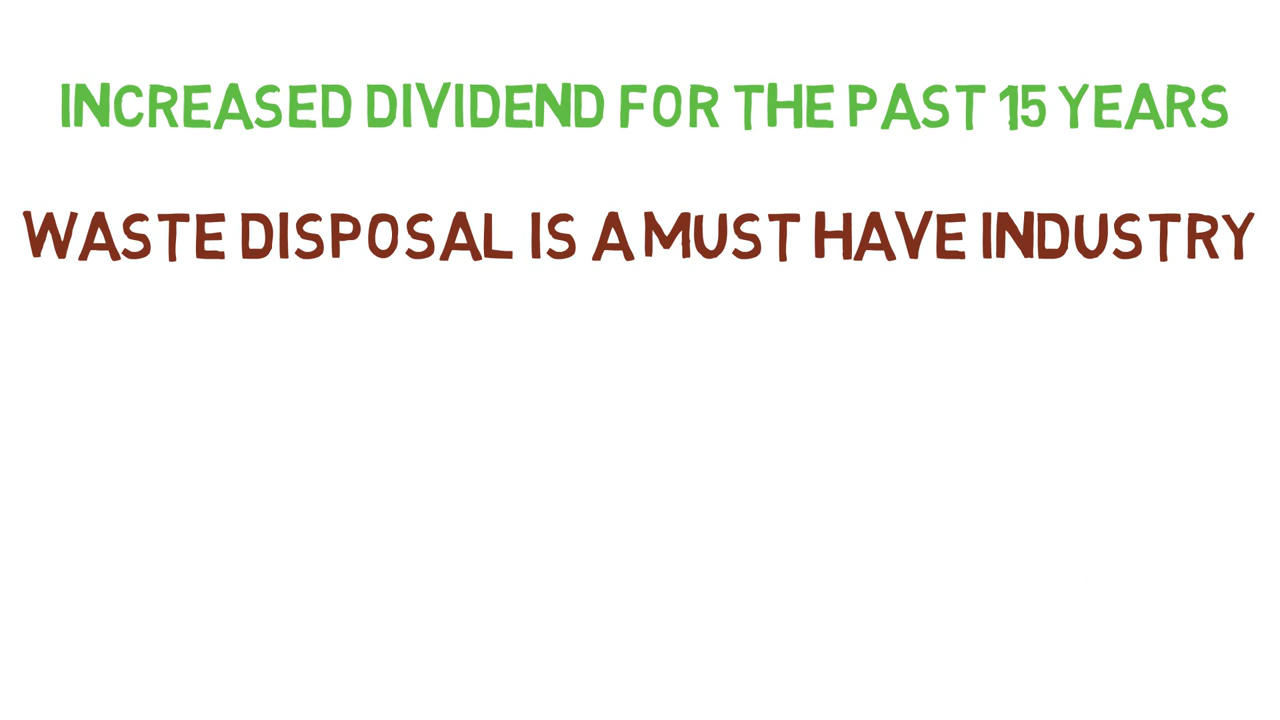 INCREASED DIVIDEND FOR THE PAST 15 YEARS
WASTE DISPOSAL IS A MUST HAVE INDUSTRY